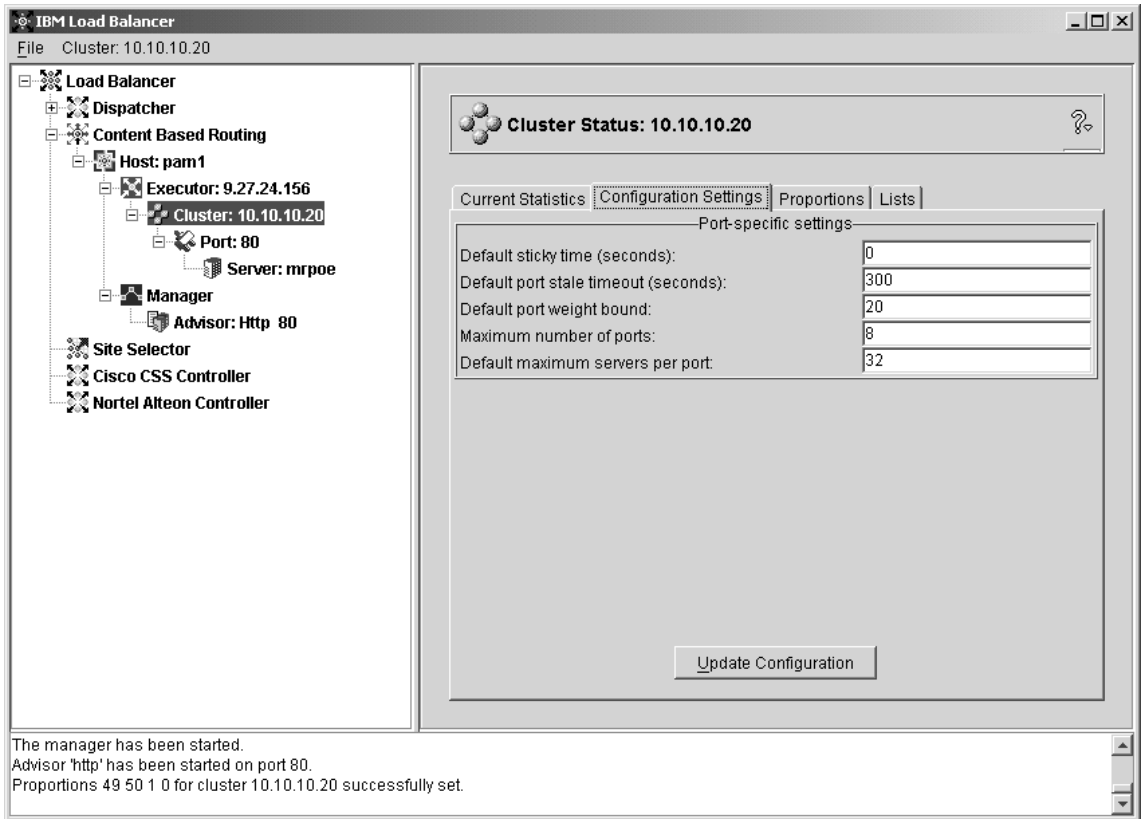 IBM Load Balancer
File Cluster: 10.10.10.20
Load Balancer
Dispatcher
Content Based Routing
Host: pam1
Executor: 9.27.24.156
Cluster: 10.10.10.20
Port: 80
Server: mrpoe
Manager
Advisor: Http 80
Site Selector
Cisco CSS Controller
Nortel Alteon Controller
Cluster Status: 10.10.10.20
?
Current Statistics Configuration Settings Proportions Lists
Port-specific settings
Default sticky time (seconds): 0
Default port stale timeout (seconds): 300
Default port weight bound: 20
Maximum number of ports: 8
Default maximum servers per port: 32
Update Configuration
The manager has been started.
Advisor 'http' has been started on port 80.
Proportions 49 50 1 0 for cluster 10.10.10.20 successfully set.